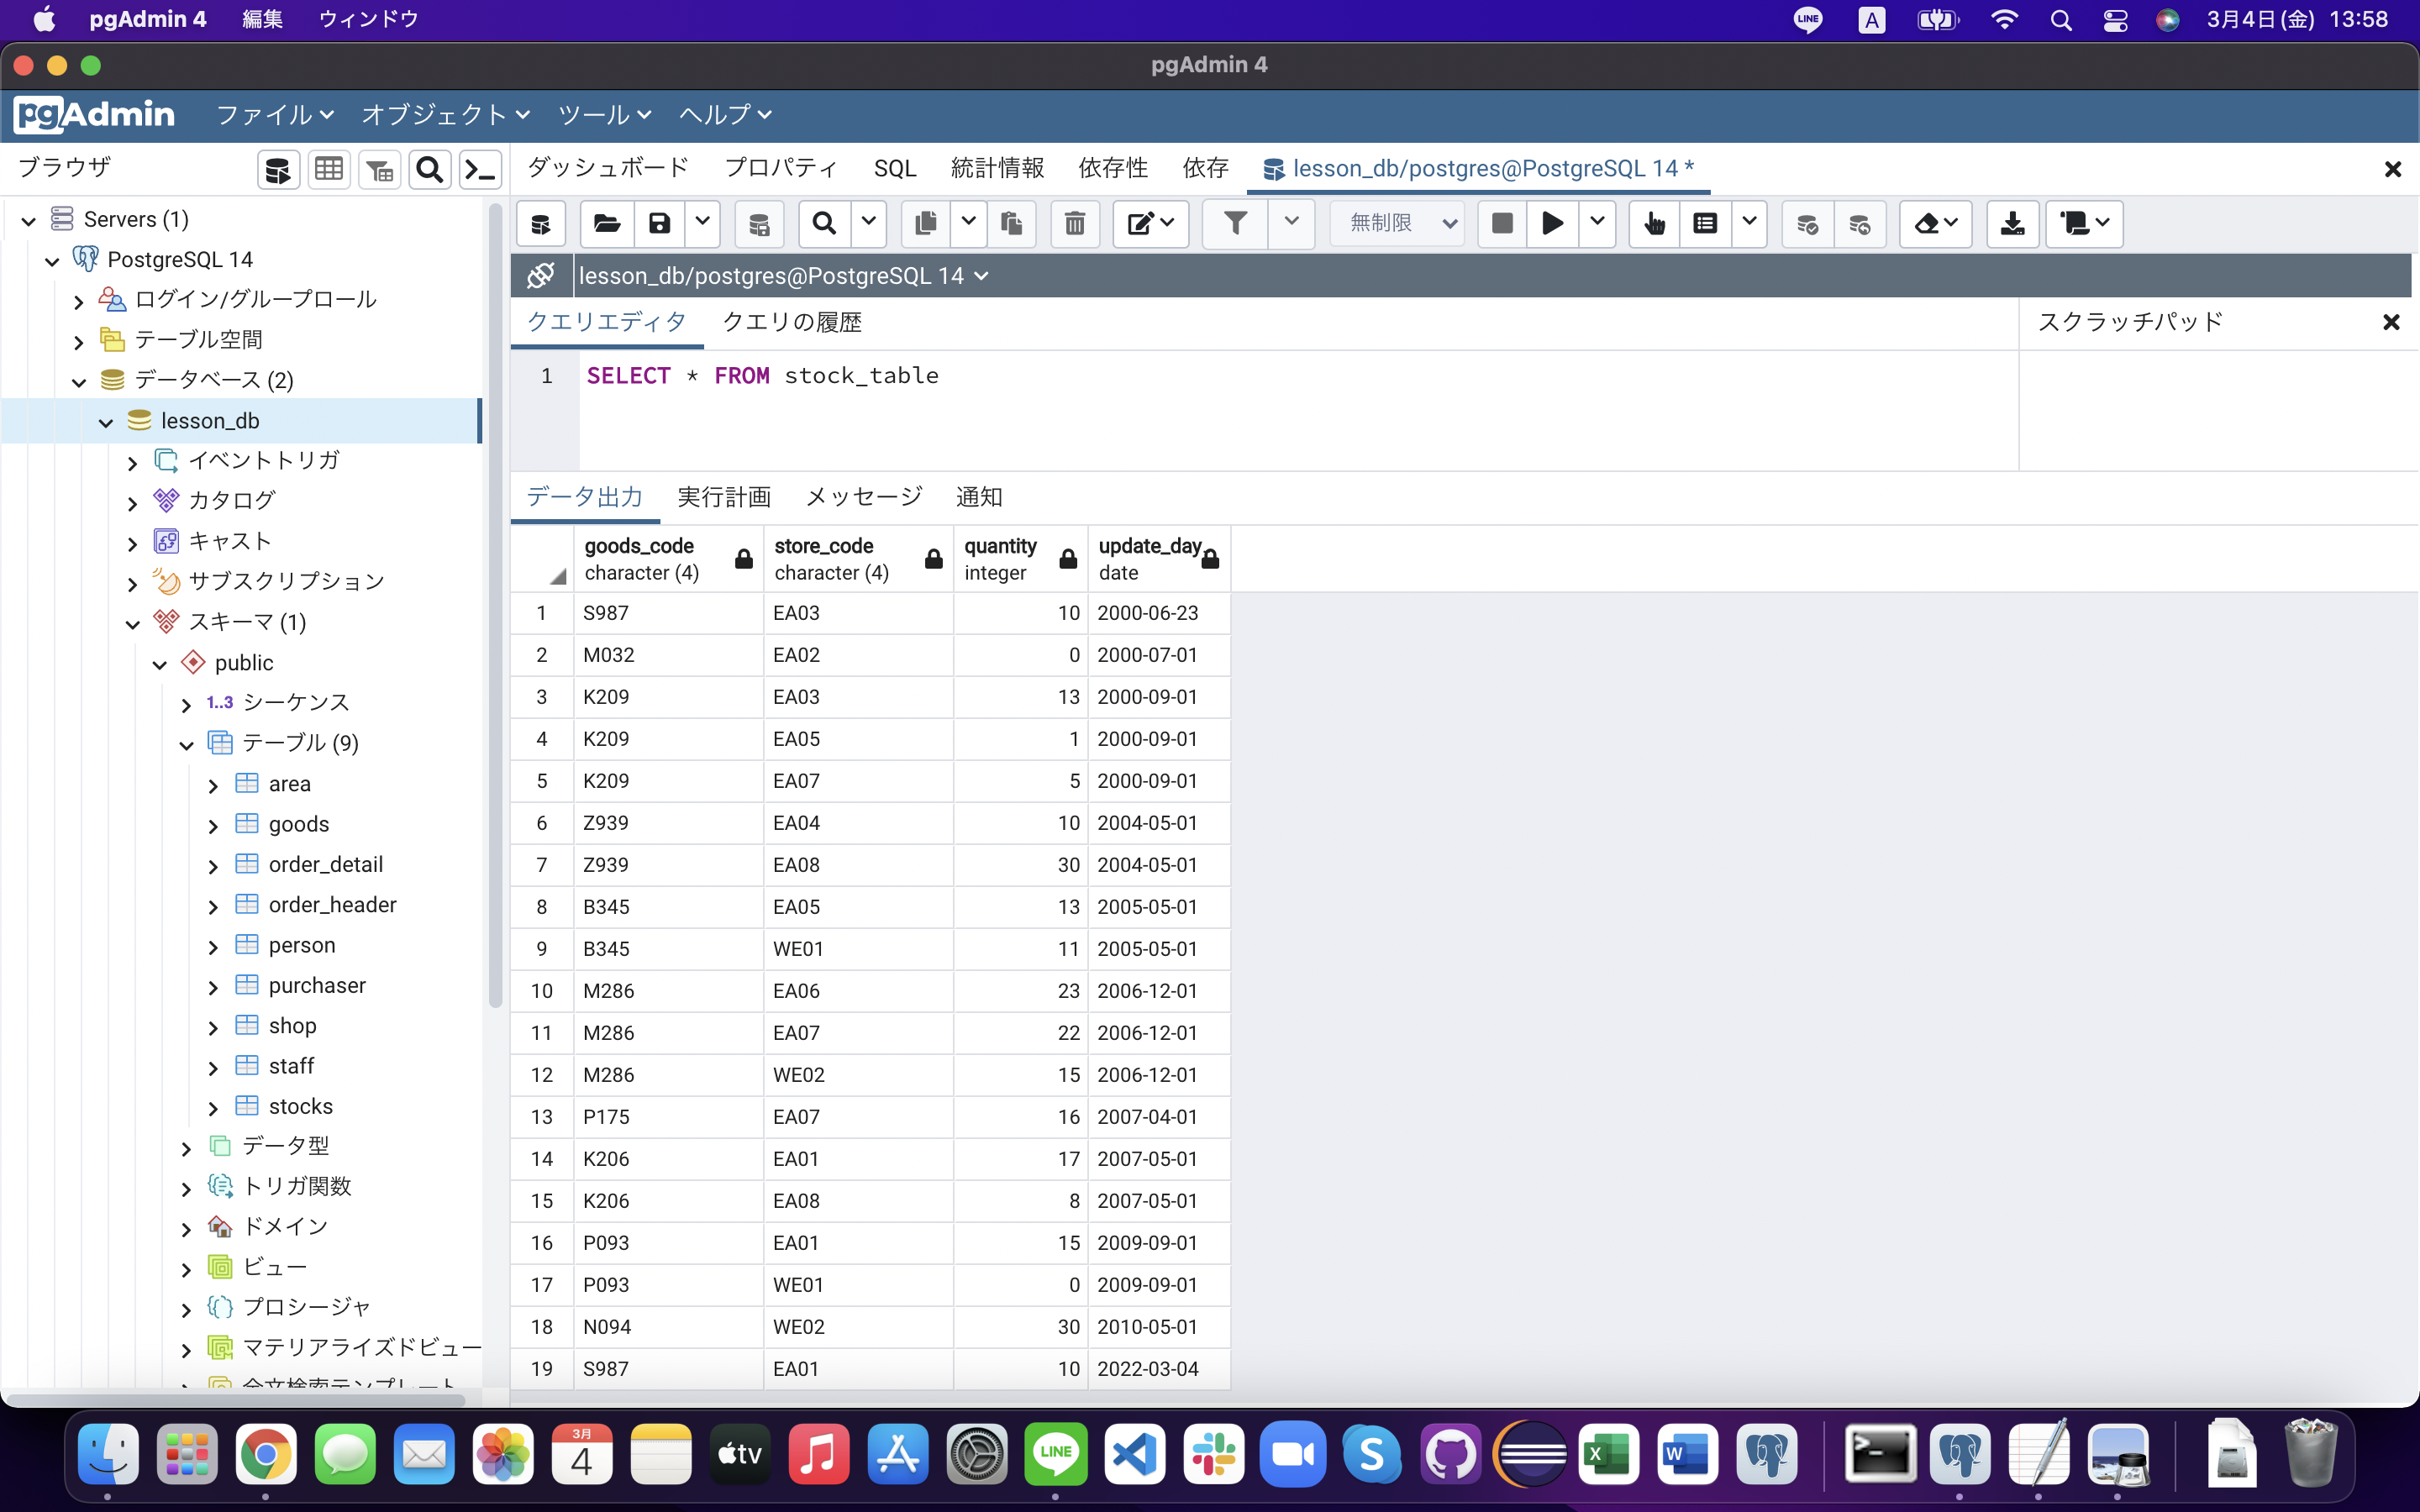 pgAdmin 4 編集 ウィンドウ LINE A 3月4日(金) 13:58
pgAdmin 4
pgAdmin ファイル オブジェクト ツール ヘルプ
ブラウザ ダッシュボード プロパティ SQL 統計情報 依存性 依存 lesson_db/postgres@PostgreSQL 14 *
無制限
lesson_db/postgres@PostgreSQL 14
クエリエディタ クエリの履歴 スクラッチパッド
1 SELECT * FROM stock_table
Servers (1)
PostgreSQL 14
ログイン/グループロール
テーブル空間
データベース (2)
lesson_db
イベントトリガ
カタログ
キャスト
サブスクリプション
スキーマ (1)
public
1..3 シーケンス
テーブル (9)
area
goods
order_detail
order_header
person
purchaser
shop
staff
stocks
データ型
トリガ関数
ドメイン
ビュー
プロシージャ
マテリアライズドビュー
全文検索テンプレート
データ出力 実行計画 メッセージ 通知
goods_code store_code quantity update_day
character (4) character (4) integer date
1 S987 EA03 10 2000-06-23
2 M032 EA02 0 2000-07-01
3 K209 EA03 13 2000-09-01
4 K209 EA05 1 2000-09-01
5 K209 EA07 5 2000-09-01
6 Z939 EA04 10 2004-05-01
7 Z939 EA08 30 2004-05-01
8 B345 EA05 13 2005-05-01
9 B345 WE01 11 2005-05-01
10 M286 EA06 23 2006-12-01
11 M286 EA07 22 2006-12-01
12 M286 WE02 15 2006-12-01
13 P175 EA07 16 2007-04-01
14 K206 EA01 17 2007-05-01
15 K206 EA08 8 2007-05-01
16 P093 EA01 15 2009-09-01
17 P093 WE01 0 2009-09-01
18 N094 WE02 30 2010-05-01
19 S987 EA01 10 2022-03-04
3月
4 tv LINE S X W